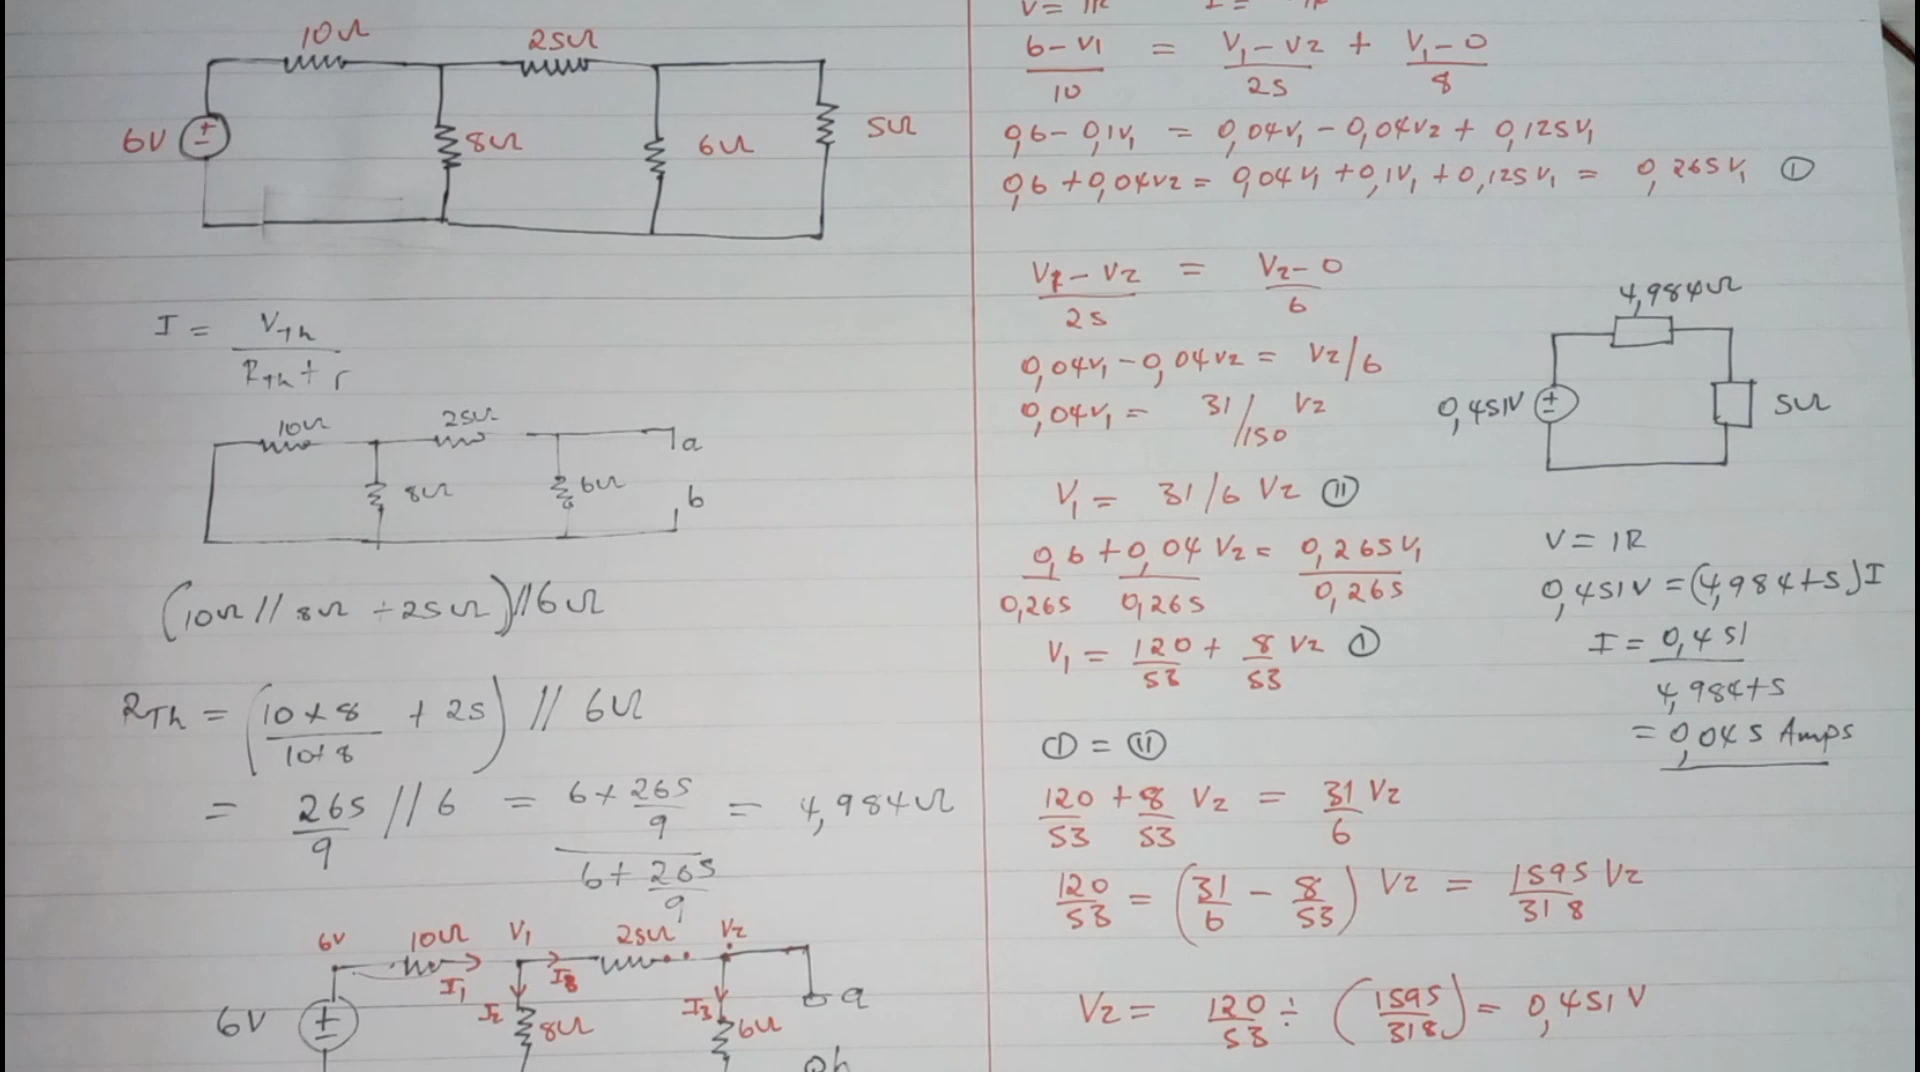 10Ω 25Ω
6V 8Ω 6Ω 5Ω
I = VTh
RTh + r
10Ω 25Ω
8Ω 6Ω a
b
(10Ω // 8Ω + 25Ω) // 6Ω
RTh = (10 × 8 + 25) // 6Ω
10+8
= 265 // 6 = 6 × 265 = 4,984Ω
9 9
6 + 265
9
6V 10Ω V1 25Ω V2
I1 I8
6V I2 8Ω I3 6Ω a
6 - V1 = V1 - V2 + V1 - 0
10 25 8
0,6 - 0,1V1 = 0,04V1 - 0,04V2 + 0,125V1
0,6 + 0,04V2 = 0,04V1 + 0,1V1 + 0,125V1 = 0,265V1 (I)
V1 - V2 = V2 - 0
25 6
0,04V1 - 0,04V2 = V2/6
0,04V1 = 31/150 V2
V1 = 31/6 V2 (II)
0,6 + 0,04 V2 = 0,265V1
0,265 0,265 0,265
V1 = 120 + 8 V2 (I)
53 53
(I) = (II)
120 + 8 V2 = 31 V2
53 53 6
120 = (31 - 8) V2 = 1595 V2
53 6 53 318
V2 = 120 ÷ (1595) = 0,451 V
53 318
4,984Ω
0,451V 5Ω
V = IR
0,451V = (4,984+5)I
I = 0,451
4,984+5
= 0,045 Amps